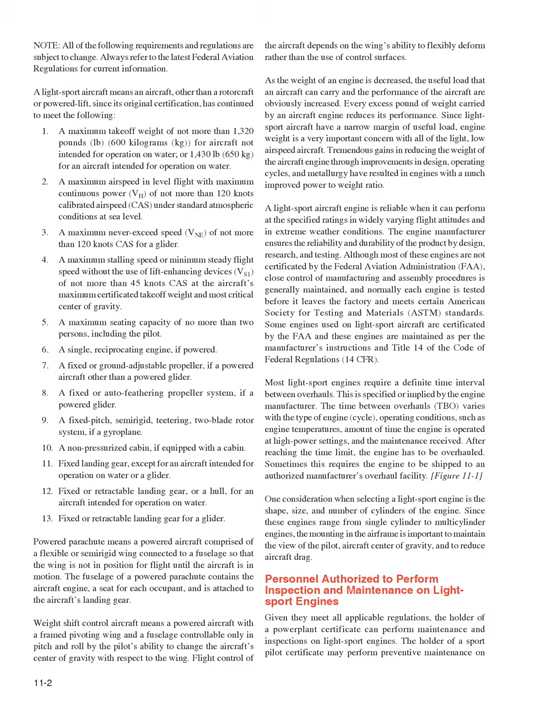 NOTE: All of the following requirements and regulations are
subject to change. Always refer to the latest Federal Aviation
Regulations for current information.
A light-sport aircraft means an aircraft, other than a rotorcraft
or powered-lift, since its original certification, has continued
to meet the following:
1. A maximum takeoff weight of not more than 1,320
pounds (lb) (600 kilograms (kg)) for aircraft not
intended for operation on water; or 1,430 lb (650 kg)
for an aircraft intended for operation on water.
2. A maximum airspeed in level flight with maximum
continuous power (VH) of not more than 120 knots
calibrated airspeed (CAS) under standard atmospheric
conditions at sea level.
3. A maximum never-exceed speed (VNE) of not more
than 120 knots CAS for a glider.
4. A maximum stalling speed or minimum steady flight
speed without the use of lift-enhancing devices (VS1)
of not more than 45 knots CAS at the aircraft's
maximum certificated takeoff weight and most critical
center of gravity.
5. A maximum seating capacity of no more than two
persons, including the pilot.
6. A single, reciprocating engine, if powered.
7. A fixed or ground-adjustable propeller, if a powered
aircraft other than a powered glider.
8. A fixed or auto-feathering propeller system, if a
powered glider.
9. A fixed-pitch, semirigid, teetering, two-blade rotor
system, if a gyroplane.
10. A non-pressurized cabin, if equipped with a cabin.
11. Fixed landing gear, except for an aircraft intended for
operation on water or a glider.
12. Fixed or retractable landing gear, or a hull, for an
aircraft intended for operation on water.
13. Fixed or retractable landing gear for a glider.
Powered parachute means a powered aircraft comprised of
a flexible or semirigid wing connected to a fuselage so that
the wing is not in position for flight until the aircraft is in
motion. The fuselage of a powered parachute contains the
aircraft engine, a seat for each occupant, and is attached to
the aircraft's landing gear.
Weight shift control aircraft means a powered aircraft with
a framed pivoting wing and a fuselage controllable only in
pitch and roll by the pilot's ability to change the aircraft's
center of gravity with respect to the wing. Flight control of
the aircraft depends on the wing's ability to flexibly deform
rather than the use of control surfaces.
As the weight of an engine is decreased, the useful load that
an aircraft can carry and the performance of the aircraft are
obviously increased. Every excess pound of weight carried
by an aircraft engine reduces its performance. Since light-
sport aircraft have a narrow margin of useful load, engine
weight is a very important concern with all of the light, low
airspeed aircraft. Tremendous gains in reducing the weight of
the aircraft engine through improvements in design, operating
cycles, and metallurgy have resulted in engines with a much
improved power to weight ratio.
A light-sport aircraft engine is reliable when it can perform
at the specified ratings in widely varying flight attitudes and
in extreme weather conditions. The engine manufacturer
ensures the reliability and durability of the product by design,
research, and testing. Although most of these engines are not
certificated by the Federal Aviation Administration (FAA),
close control of manufacturing and assembly procedures is
generally maintained, and normally each engine is tested
before it leaves the factory and meets certain American
Society for Testing and Materials (ASTM) standards.
Some engines used on light-sport aircraft are certificated
by the FAA and these engines are maintained as per the
manufacturer's instructions and Title 14 of the Code of
Federal Regulations (14 CFR).
Most light-sport engines require a definite time interval
between overhauls. This is specified or implied by the engine
manufacturer. The time between overhauls (TBO) varies
with the type of engine (cycle), operating conditions, such as
engine temperatures, amount of time the engine is operated
at high-power settings, and the maintenance received. After
reaching the time limit, the engine has to be overhauled.
Sometimes this requires the engine to be shipped to an
authorized manufacturer's overhaul facility. [Figure 11-1]
One consideration when selecting a light-sport engine is the
shape, size, and number of cylinders of the engine. Since
these engines range from single cylinder to multicylinder
engines, the mounting in the airframe is important to maintain
the view of the pilot, aircraft center of gravity, and to reduce
aircraft drag.
Personnel Authorized to Perform
Inspection and Maintenance on Light-
sport Engines
Given they meet all applicable regulations, the holder of
a powerplant certificate can perform maintenance and
inspections on light-sport engines. The holder of a sport
pilot certificate may perform preventive maintenance on
11-2